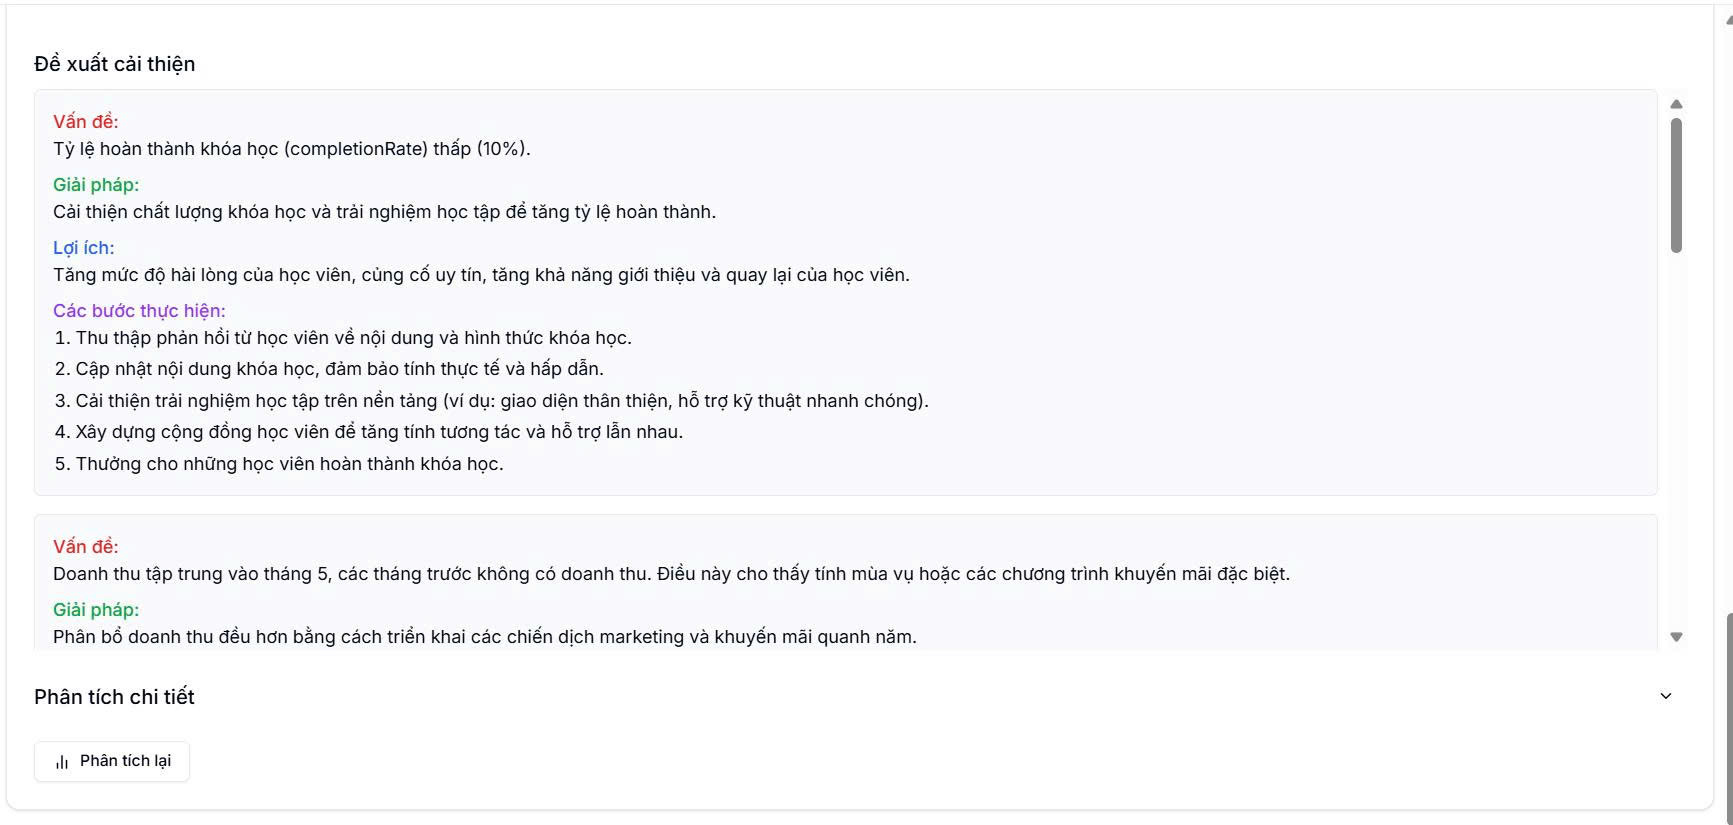 Đề xuất cải thiện
Vấn đề:
Tỷ lệ hoàn thành khóa học (completionRate) thấp (10%).
Giải pháp:
Cải thiện chất lượng khóa học và trải nghiệm học tập để tăng tỷ lệ hoàn thành.
Lợi ích:
Tăng mức độ hài lòng của học viên, củng cố uy tín, tăng khả năng giới thiệu và quay lại của học viên.
Các bước thực hiện:
1. Thu thập phản hồi từ học viên về nội dung và hình thức khóa học.
2. Cập nhật nội dung khóa học, đảm bảo tính thực tế và hấp dẫn.
3. Cải thiện trải nghiệm học tập trên nền tảng (ví dụ: giao diện thân thiện, hỗ trợ kỹ thuật nhanh chóng).
4. Xây dựng cộng đồng học viên để tăng tính tương tác và hỗ trợ lẫn nhau.
5. Thưởng cho những học viên hoàn thành khóa học.
Vấn đề:
Doanh thu tập trung vào tháng 5, các tháng trước không có doanh thu. Điều này cho thấy tính mùa vụ hoặc các chương trình khuyến mãi đặc biệt.
Giải pháp:
Phân bổ doanh thu đều hơn bằng cách triển khai các chiến dịch marketing và khuyến mãi quanh năm.
Phân tích chi tiết
Phân tích lại